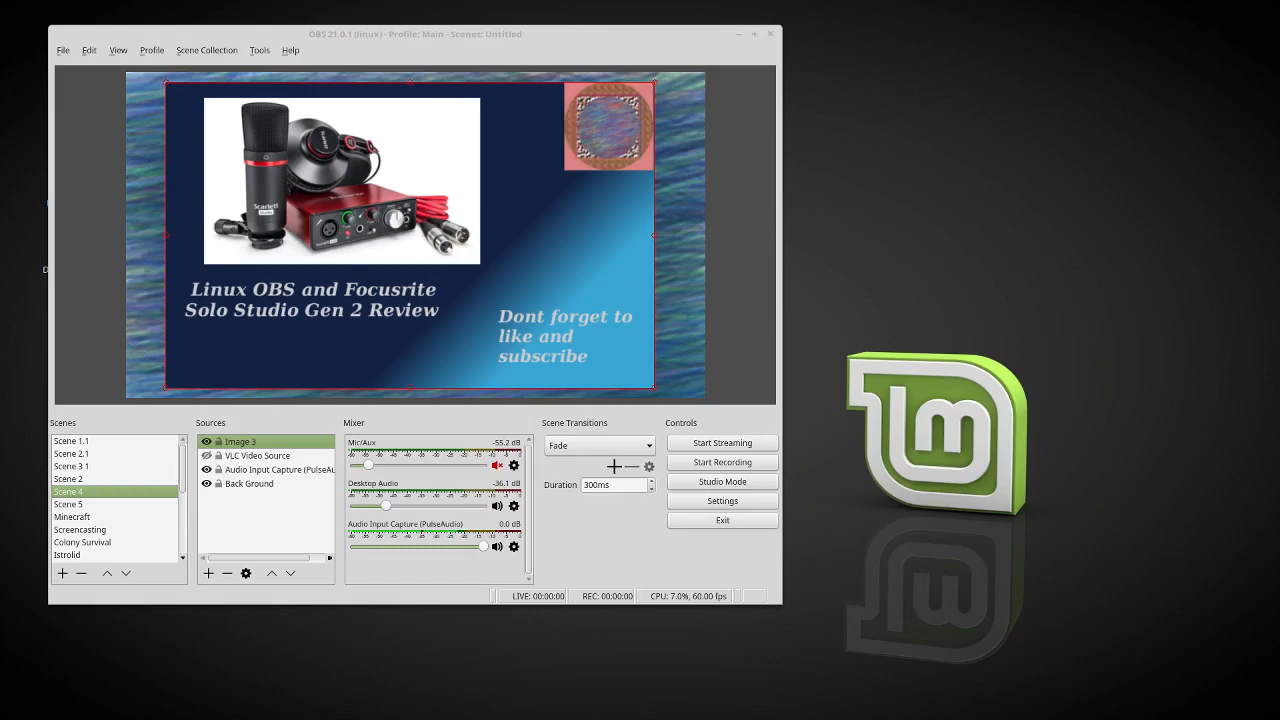 OBS 21.0.1 (linux) - Profile: Main - Scenes: Untitled
File Edit View Profile Scene Collection Tools Help
Scarlett
Studio
Linux OBS and Focusrite
Solo Studio Gen 2 Review
Dont forget to
like and
subscribe
Scenes
Scene 1.1
Scene 2.1
Scene 3 1
Scene 2
Scene 4
Scene 5
Minecraft
Screencasting
Colony Survival
Istrolid
Sources
Image 3
VLC Video Source
Audio Input Capture (PulseAu
Back Ground
Mixer
Mic/Aux -55.2 dB
Desktop Audio -36.1 dB
Audio Input Capture (PulseAudio) 0.0 dB
Scene Transitions
Fade
Duration 300ms
Controls
Start Streaming
Start Recording
Studio Mode
Settings
Exit
LIVE: 00:00:00 REC: 00:00:00 CPU: 7.0%, 60.00 fps
lm